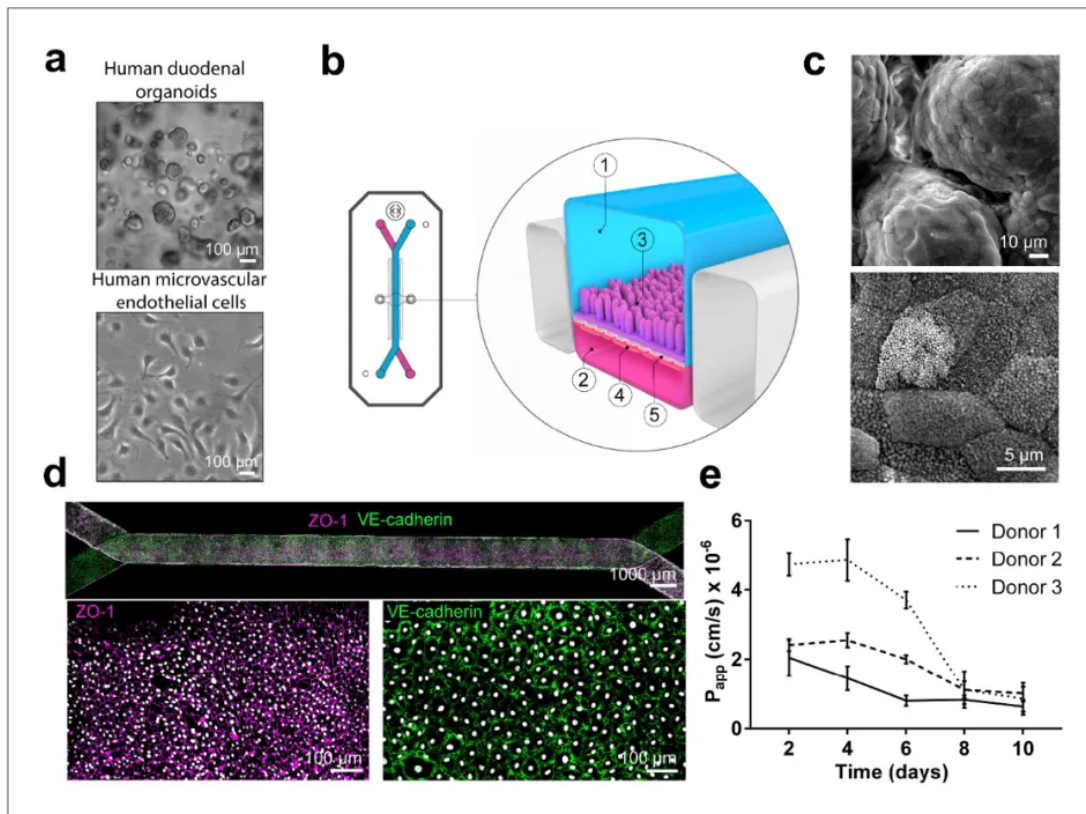 a
Human duodenal
organoids
100 µm
Human microvascular
endothelial cells
100 µm
b
1
3
2
4
5
c
10 µm
5 µm
d
ZO-1 VE-cadherin
1000 µm
ZO-1
100 µm
VE-cadherin
100 µm
e
Papp (cm/s) x 10-6
6
4
2
0
Donor 1
Donor 2
Donor 3
2 4 6 8 10
Time (days)